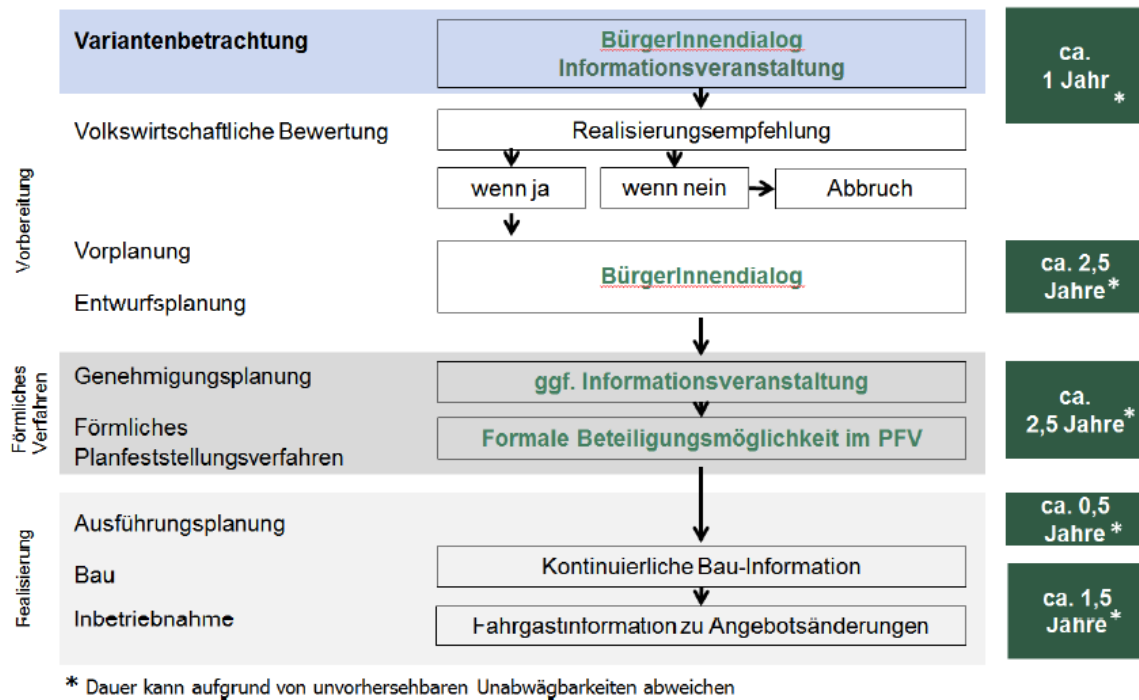 Variantenbetrachtung
BürgerInnendialog
Informationsveranstaltung
ca.
1 Jahr *
Vorbereitung
Volkswirtschaftliche Bewertung
Realisierungsempfehlung
wenn ja
wenn nein
Abbruch
Vorplanung
Entwurfsplanung
BürgerInnendialog
ca. 2,5
Jahre*
Förmliches
Verfahren
Genehmigungsplanung
ggf. Informationsveranstaltung
Förmliches
Planfeststellungsverfahren
Formale Beteiligungsmöglichkeit im PFV
ca.
2,5 Jahre*
Realisierung
Ausführungsplanung
ca. 0,5
Jahre *
Bau
Kontinuierliche Bau-Information
Inbetriebnahme
Fahrgastinformation zu Angebotsänderungen
ca. 1,5
Jahre*
* Dauer kann aufgrund von unvorhersehbaren Unabwägbarkeiten abweichen